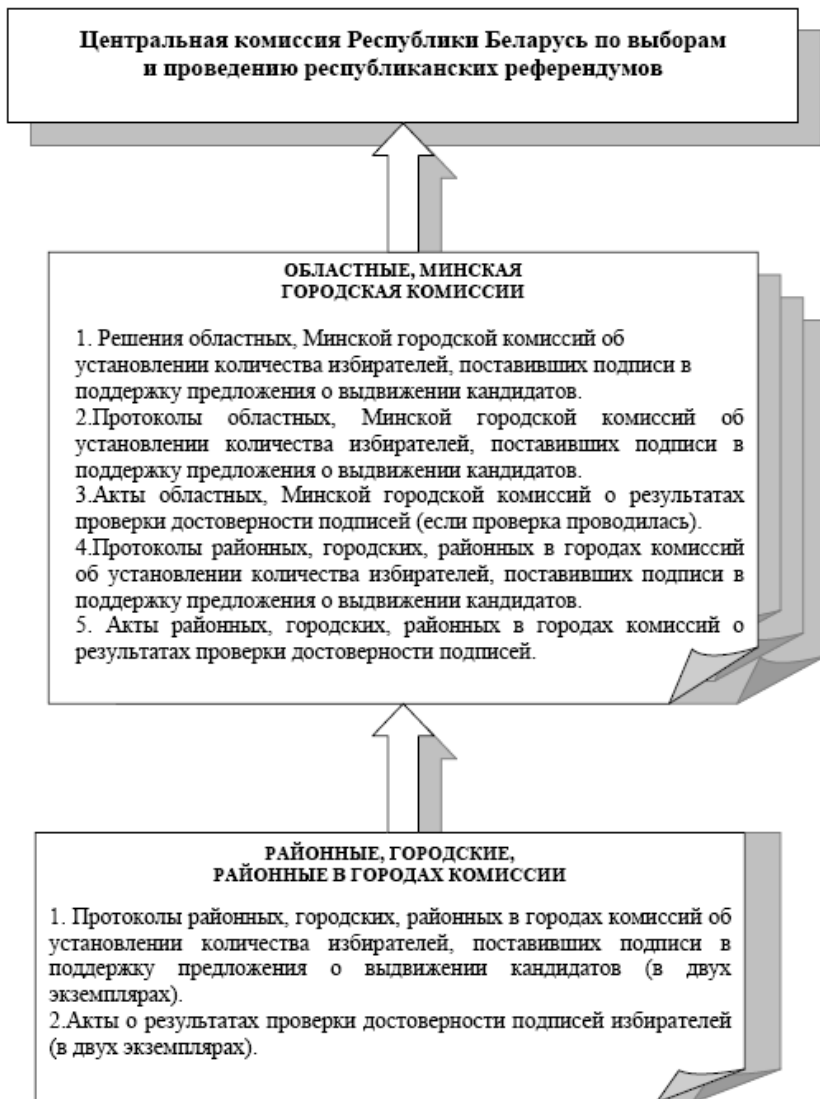 Центральная комиссия Республики Беларусь по выборам
и проведению республиканских референдумов
ОБЛАСТНЫЕ, МИНСКАЯ
ГОРОДСКАЯ КОМИССИИ
1. Решения областных, Минской городской комиссий об
установлении количества избирателей, поставивших подписи в
поддержку предложения о выдвижении кандидатов.
2.Протоколы областных, Минской городской комиссий об
установлении количества избирателей, поставивших подписи в
поддержку предложения о выдвижении кандидатов.
3.Акты областных, Минской городской комиссий о результатах
проверки достоверности подписей (если проверка проводилась).
4.Протоколы районных, городских, районных в городах комиссий
об установлении количества избирателей, поставивших подписи в
поддержку предложения о выдвижении кандидатов.
5. Акты районных, городских, районных в городах комиссий о
результатах проверки достоверности подписей.
РАЙОННЫЕ, ГОРОДСКИЕ,
РАЙОННЫЕ В ГОРОДАХ КОМИССИИ
1. Протоколы районных, городских, районных в городах комиссий об
установлении количества избирателей, поставивших подписи в
поддержку предложения о выдвижении кандидатов (в двух
экземплярах).
2.Акты о результатах проверки достоверности подписей избирателей
(в двух экземплярах).